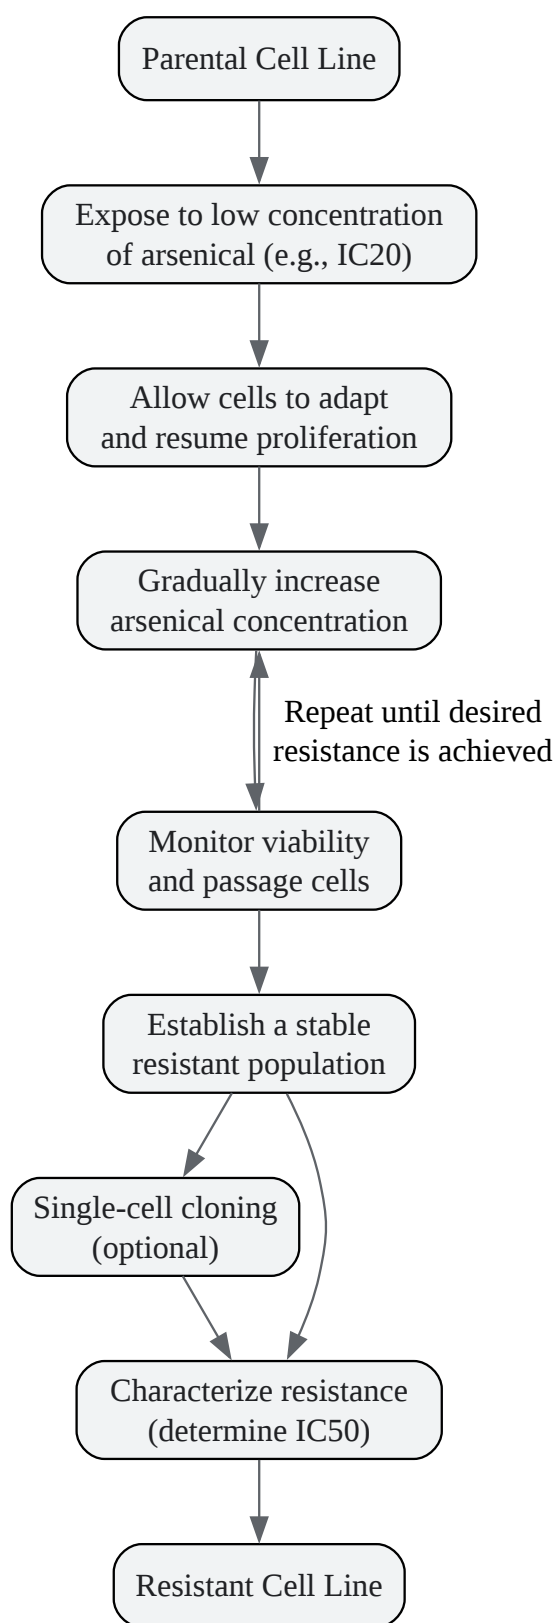 Parental Cell Line
Expose to low concentration
of arsenical (e.g., IC20)
Allow cells to adapt
and resume proliferation
Gradually increase
arsenical concentration
Repeat until desired
resistance is achieved
Monitor viability
and passage cells
Establish a stable
resistant population
Single-cell cloning
(optional)
Characterize resistance
(determine IC50)
Resistant Cell Line